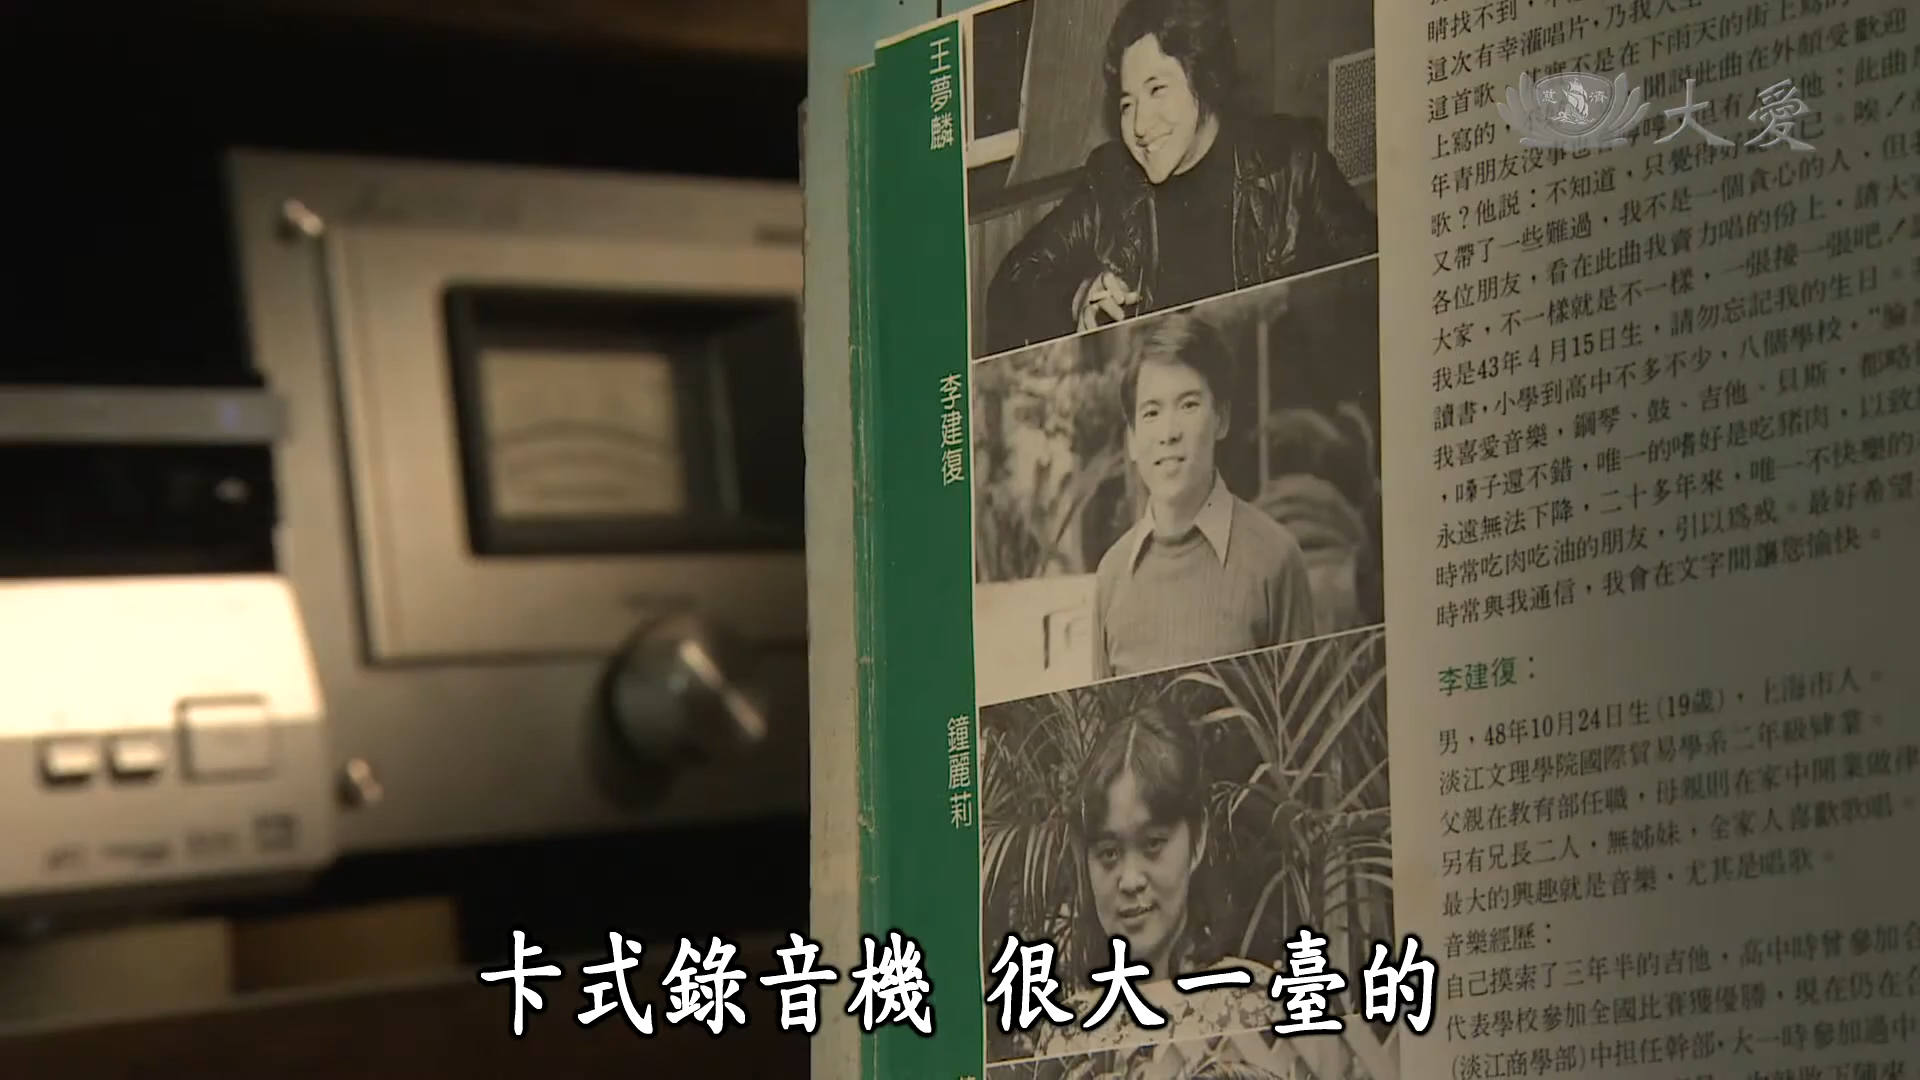 王夢麟
李建復
鐘麗莉
睛找不到，
這次有幸灌唱片，乃我人生
這首歌，其實不是在下雨天的街上寫的
上寫的，
年青朋友沒事也
歌？他説：不知道，只覺得好
又帶了一些難過，我不是一個貪心的人，但
各位朋友，看在此曲我賣力唱的份上，請大
大家，不一樣就是不一樣，一張接一張吧！
我是43年4月15日生，請勿忘記我的生日。
讀書，小學到高中不多不少，八個學校，"
我喜愛音樂，鋼琴、鼓、吉他、貝斯，都略
，嗓子還不錯，唯一的嗜好是吃猪肉，以致
永遠無法下降，二十多年來，唯一不快樂的
時常吃肉吃油的朋友，引以爲戒。最好希望
時常與我通信，我會在文字間讓您愉快。
李建復：
男，48年10月24日生(19歲)，上海市人。
淡江文理學院國際貿易學系二年級肄業。
父親在教育部任職，母親則在家中開業做律
另有兄長二人，無姊妹，全家人喜歡歌唱。
最大的興趣就是音樂，尤其是唱歌。
音樂經歷：
自己摸索了三年半的吉他，高中時曾參加合
代表學校參加全國比賽獲優勝，現在仍在合
(淡江商學部)中担任幹部，大一時參加過中
慈濟
大愛
卡式錄音機 很大一臺的